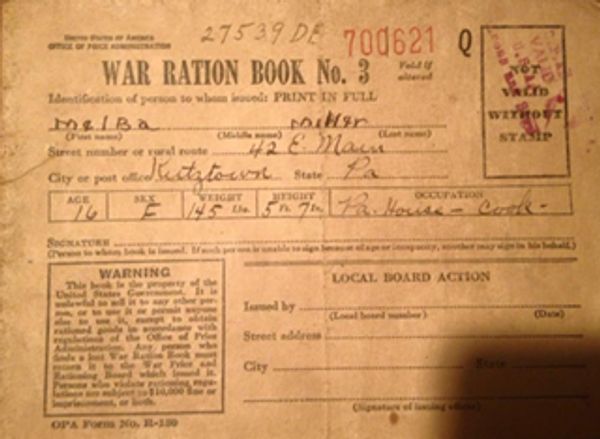 UNITED STATES OF AMERICA
OFFICE OF PRICE ADMINISTRATION
27539 DE
700621 Q
WAR RATION BOOK No. 3
Void if altered
Identification of person to whom issued: PRINT IN FULL
Melba Miller
(First name) (Middle name) (Last name)
Street number or rural route 42 E. Main
City or post office Kutztown State Pa
AGE SEX WEIGHT HEIGHT OCCUPATION
16 F 145 Lbs. 5 Ft. 7 In. Pa. House - Cook -
SIGNATURE
(Person to whom book is issued. If such person is unable to sign because of age or incapacity, another may sign in his behalf.)
NOT
VALID
WITHOUT
STAMP
WARNING
This book is the property of the
United States Government. It is
unlawful to sell it to any other per-
son, or to use it or permit anyone
else to use it, except to obtain
rationed goods in accordance with
regulations of the Office of Price
Administration. Any person who
finds a lost War Ration Book must
return it to the War Price and
Rationing Board which issued it.
Persons who violate rationing regu-
lations are subject to $10,000 fine or
imprisonment, or both.
LOCAL BOARD ACTION
Issued by
(Local board number) (Date)
Street address
City State
(Signature of issuing officer)
OPA Form No. R-130